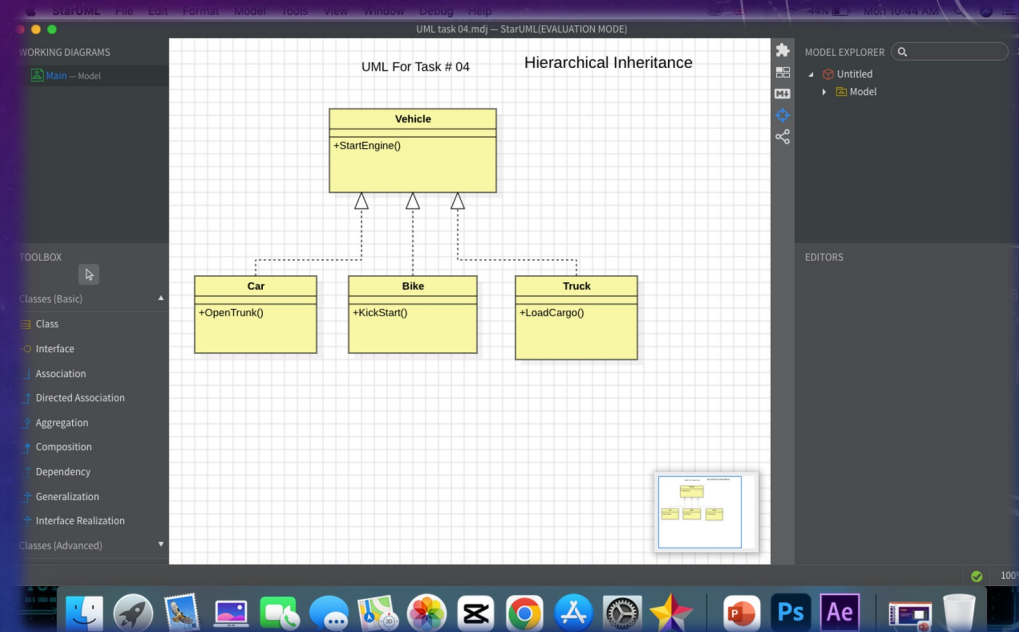 StarUML File Edit Format Model Tools View Window Debug Help 44% Mon 10:44 AM
UML task 04.mdj — StarUML(EVALUATION MODE)
WORKING DIAGRAMS
Main — Model
MODEL EXPLORER
Untitled
Model
UML For Task # 04
Hierarchical Inheritance
Vehicle
+StartEngine()
Car
+OpenTrunk()
Bike
+KickStart()
Truck
+LoadCargo()
TOOLBOX
Classes (Basic)
Class
Interface
Association
Directed Association
Aggregation
Composition
Dependency
Generalization
Interface Realization
Classes (Advanced)
EDITORS
M
100%
Ps
Ae